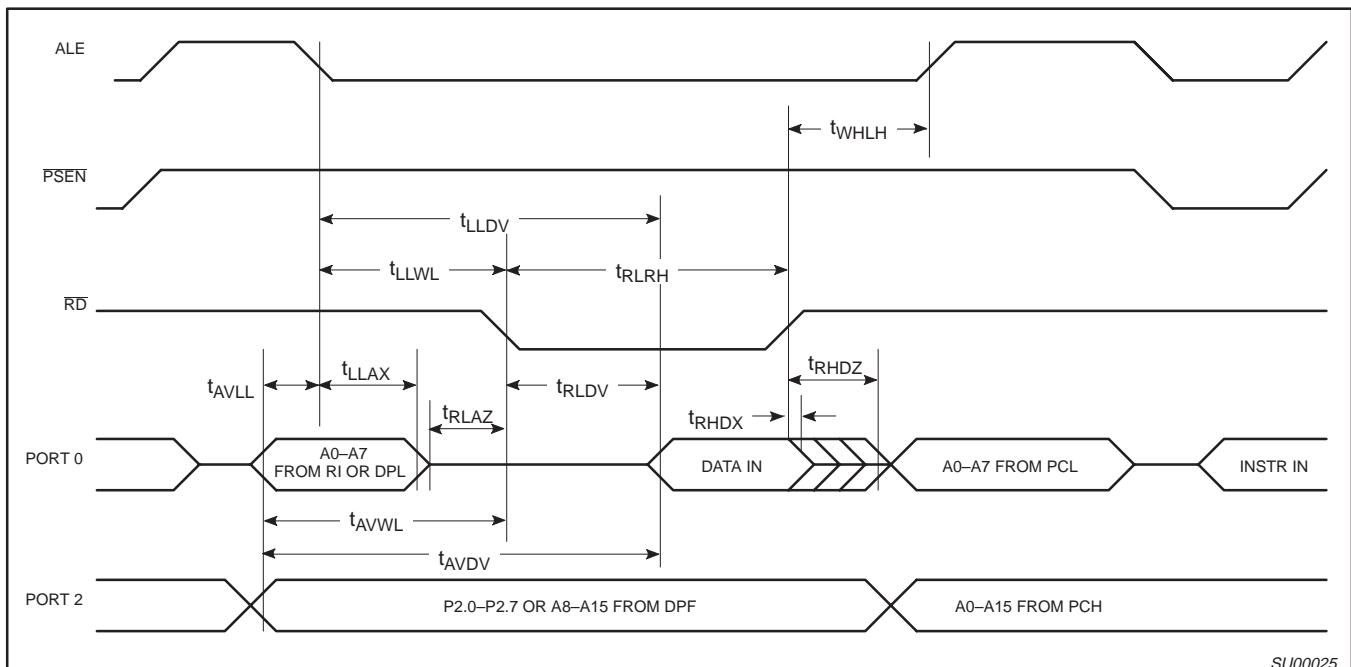 ALE
tWHLH
PSEN
tLLDV
tLLWL
tRLRH
RD
tAVLL
tLLAX
tRLAZ
tRLDV
tRHDZ
tRHDX
PORT 0
A0–A7
FROM RI OR DPL
DATA IN
A0–A7 FROM PCL
INSTR IN
tAVWL
tAVDV
PORT 2
P2.0–P2.7 OR A8–A15 FROM DPF
A0–A15 FROM PCH
SU00025